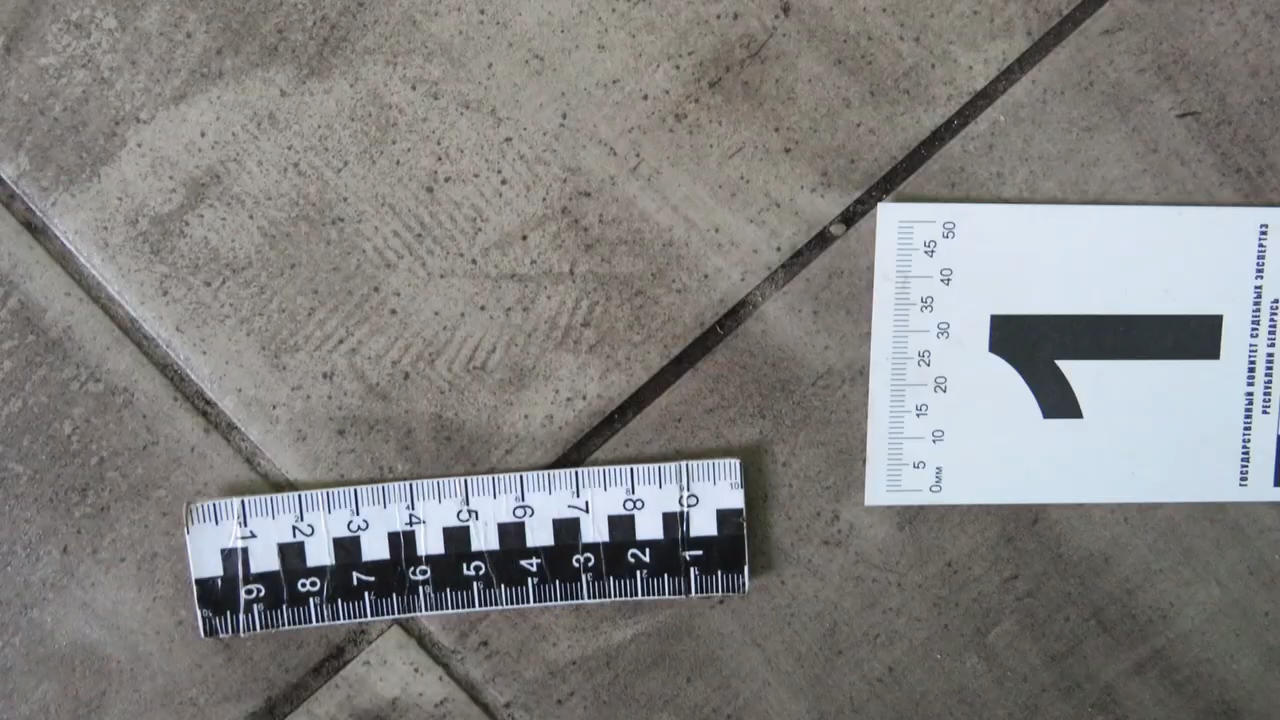 1 2 3 4 5 6 7 8 9 10
10 9 8 7 6 5 4 3 2 1
0мм 5 10 15 20 25 30 35 40 45 50
1
ГОСУДАРСТВЕННЫЙ КОМИТЕТ СУДЕБНЫХ ЭКСПЕРТИЗ
РЕСПУБЛИКИ БЕЛАРУСЬ